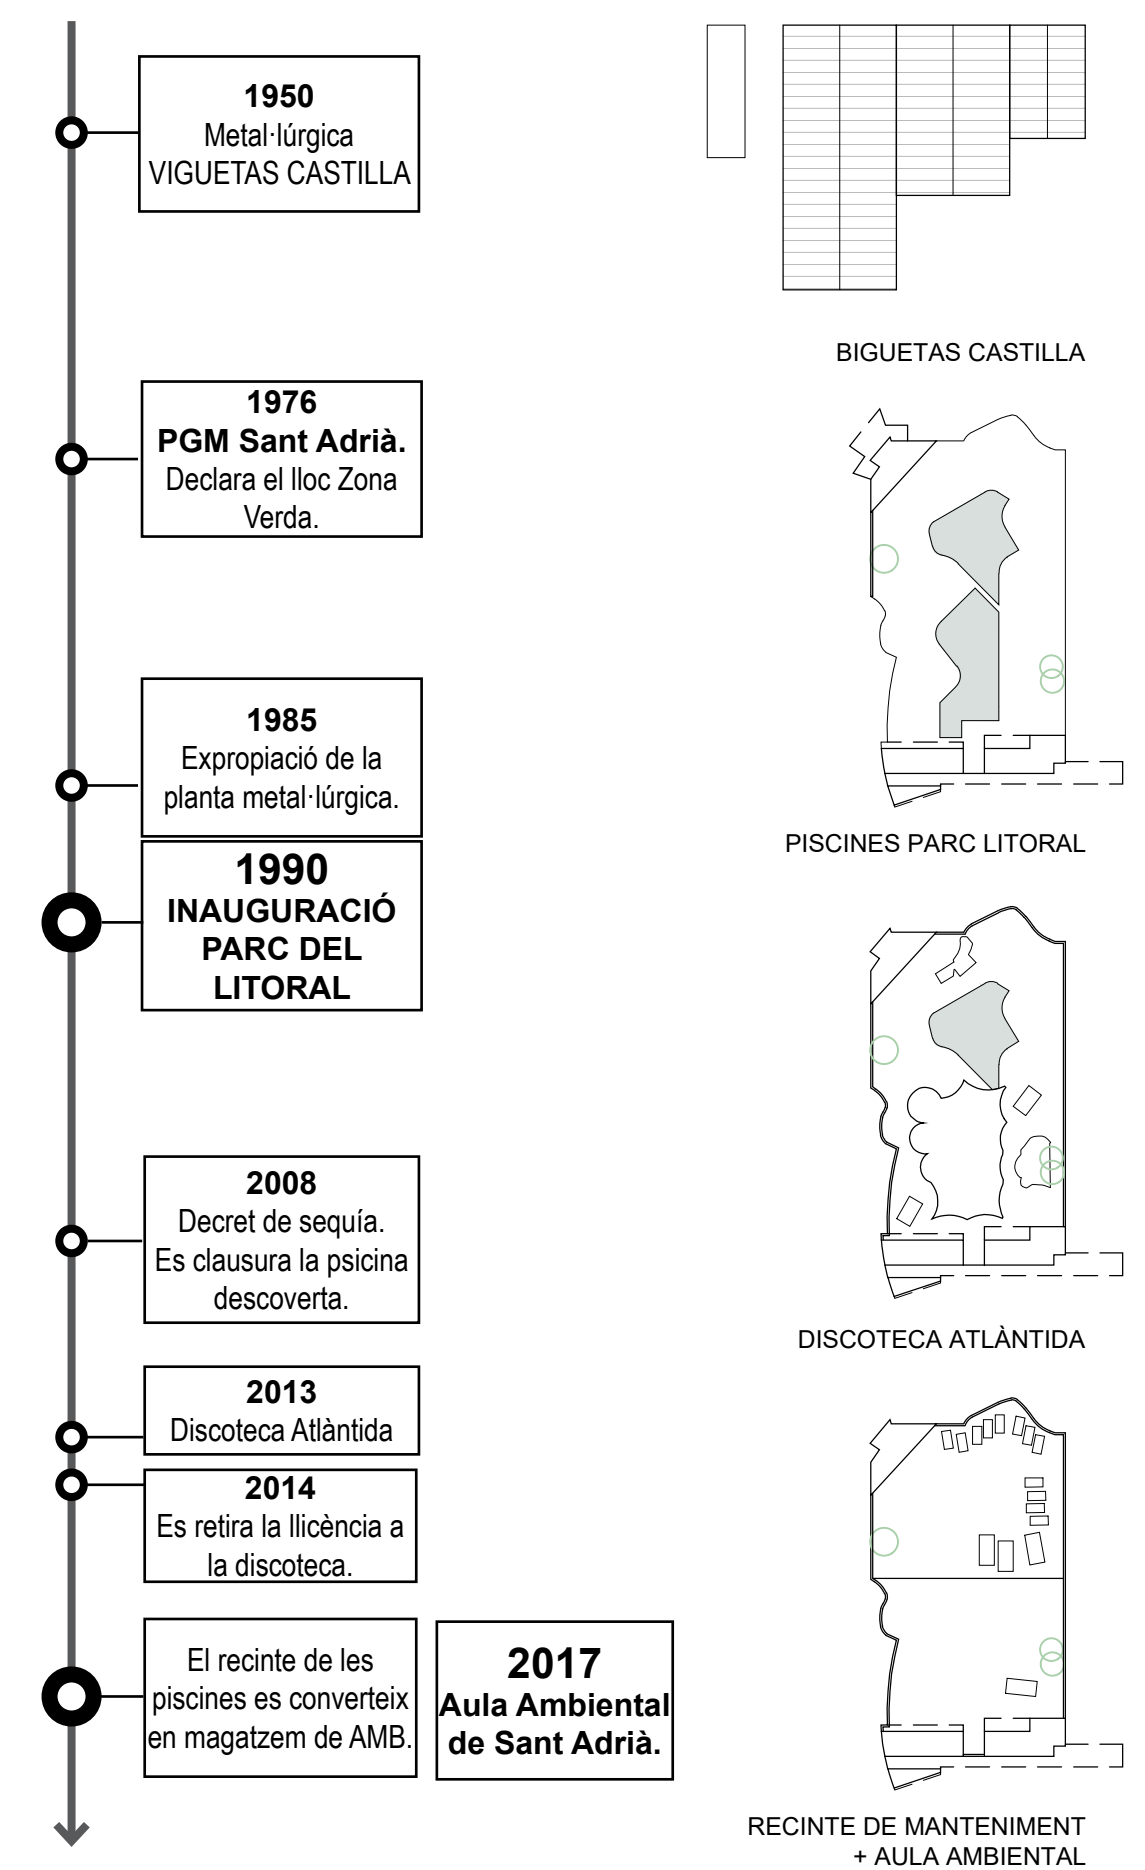 1950
Metal·lúrgica
VIGUETAS CASTILLA
BIGUETAS CASTILLA
1976
PGM Sant Adrià.
Declara el lloc Zona
Verda.
1985
Expropiació de la
planta metal·lúrgica.
PISCINES PARC LITORAL
1990
INAUGURACIÓ
PARC DEL
LITORAL
2008
Decret de sequía.
Es clausura la psicina
descoverta.
DISCOTECA ATLÀNTIDA
2013
Discoteca Atlàntida
2014
Es retira la llicència a
la discoteca.
El recinte de les
piscines es converteix
en magatzem de AMB.
2017
Aula Ambiental
de Sant Adrià.
RECINTE DE MANTENIMENT
+ AULA AMBIENTAL